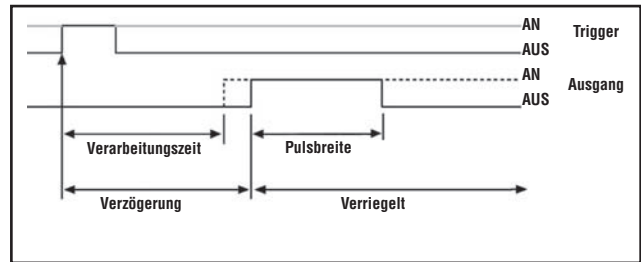 AN
Trigger
AUS
AN
Ausgang
AUS
Verarbeitungszeit
Pulsbreite
Verzögerung
Verriegelt